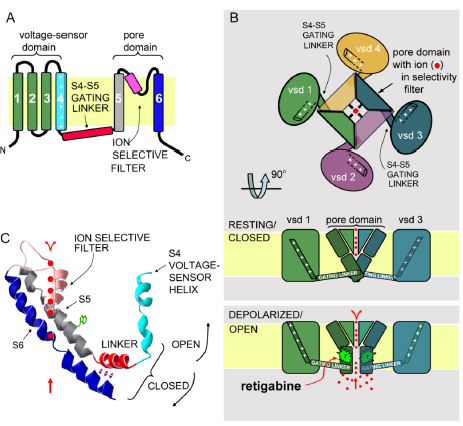 A
voltage-sensor
domain
pore
domain
1
2
3
4
5
6
S4-S5
GATING
LINKER
ION
SELECTIVE
FILTER
N
C
B
S4-S5
GATING
LINKER
vsd 4
pore domain
with ion ( )
in selectivity
filter
vsd 1
vsd 3
vsd 2
S4-S5
GATING
LINKER
90°
RESTING/
CLOSED
vsd 1
pore domain
vsd 3
GATING LINKER
GATING LINKER
DEPOLARIZED/
OPEN
GATING LINKER
GATING LINKER
retigabine
C
ION SELECTIVE
FILTER
S4
VOLTAGE-
SENSOR
HELIX
S5
S6
LINKER
OPEN
CLOSED